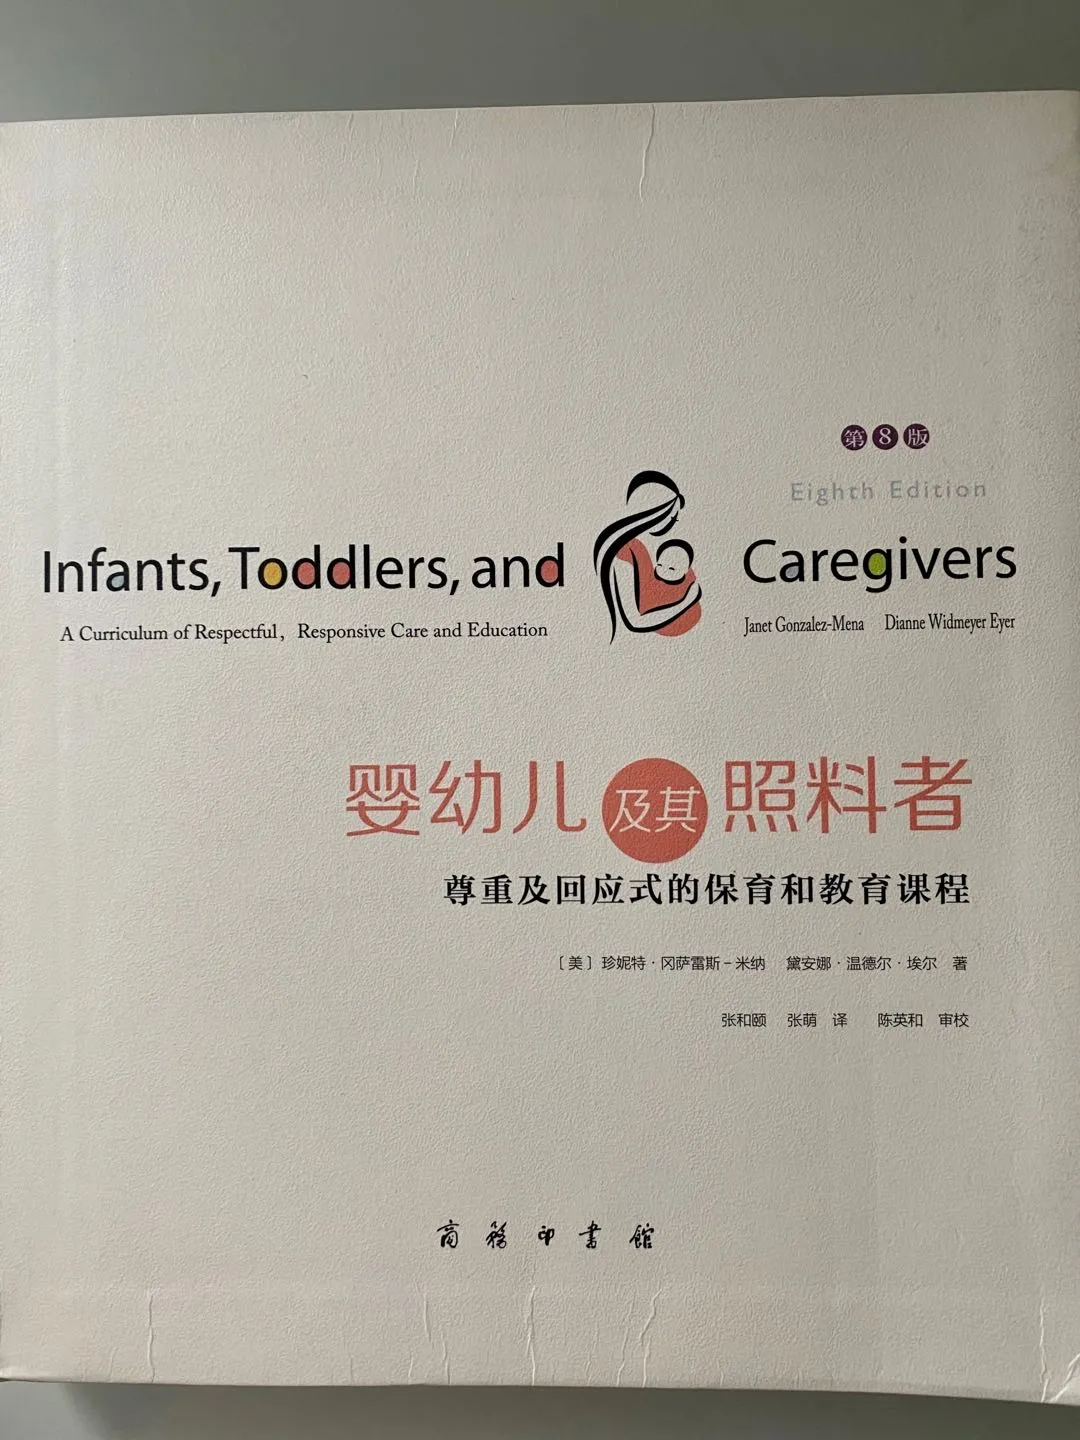 第8版
Eighth Edition
Infants, Toddlers, and Caregivers
A Curriculum of Respectful, Responsive Care and Education
Janet Gonzalez-Mena Dianne Widmeyer Eyer
婴幼儿及其照料者
尊重及回应式的保育和教育课程
〔美〕珍妮特·冈萨雷斯－米纳 黛安娜·温德尔·埃尔 著
张和颐 张萌 译 陈英和 审校
商務印書館